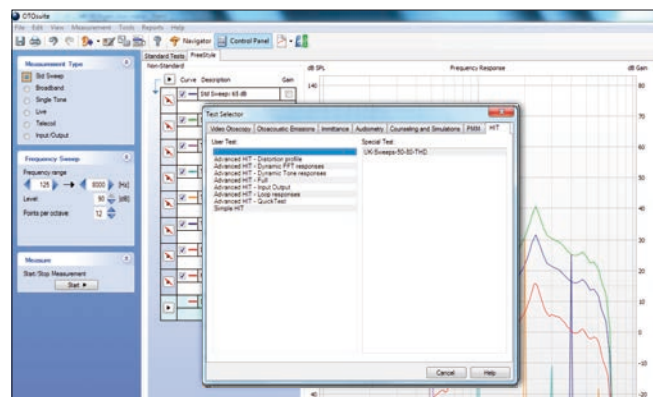 OTOsuite
File Edit View Measurement Tools Reports Help
Navigator Control Panel
Measurement Type
Std Sweep
Broadband
Single Tone
Live
Telecoil
Input/Output
Frequency Sweep
Frequency range
125 8000 [Hz]
Level 90 [dB]
Points per octave 12
Measure
Start/Stop Measurement
Start
Standard Tests FreeStyle
Non-Standard
Curve Description Gain
Std Sweep: 65 dB
dB SPL Frequency Response dB Gain
140
40
80
70
60
50
40
30
20
10
0
-10
-20
Test Selector
Video Otoscopy Otoacoustic Emissions Immittance Audiometry Counseling and Simulations PMM HIT
User Test:
Advanced HIT - Distortion profile
Advanced HIT - Dynamic FFT responses
Advanced HIT - Dynamic Tone responses
Advanced HIT - Full
Advanced HIT - Input Output
Advanced HIT - Loop responses
Advanced HIT - QuickTest
Simple HIT
Special Test
UK-Sweeps-50-80-THD
Cancel Help